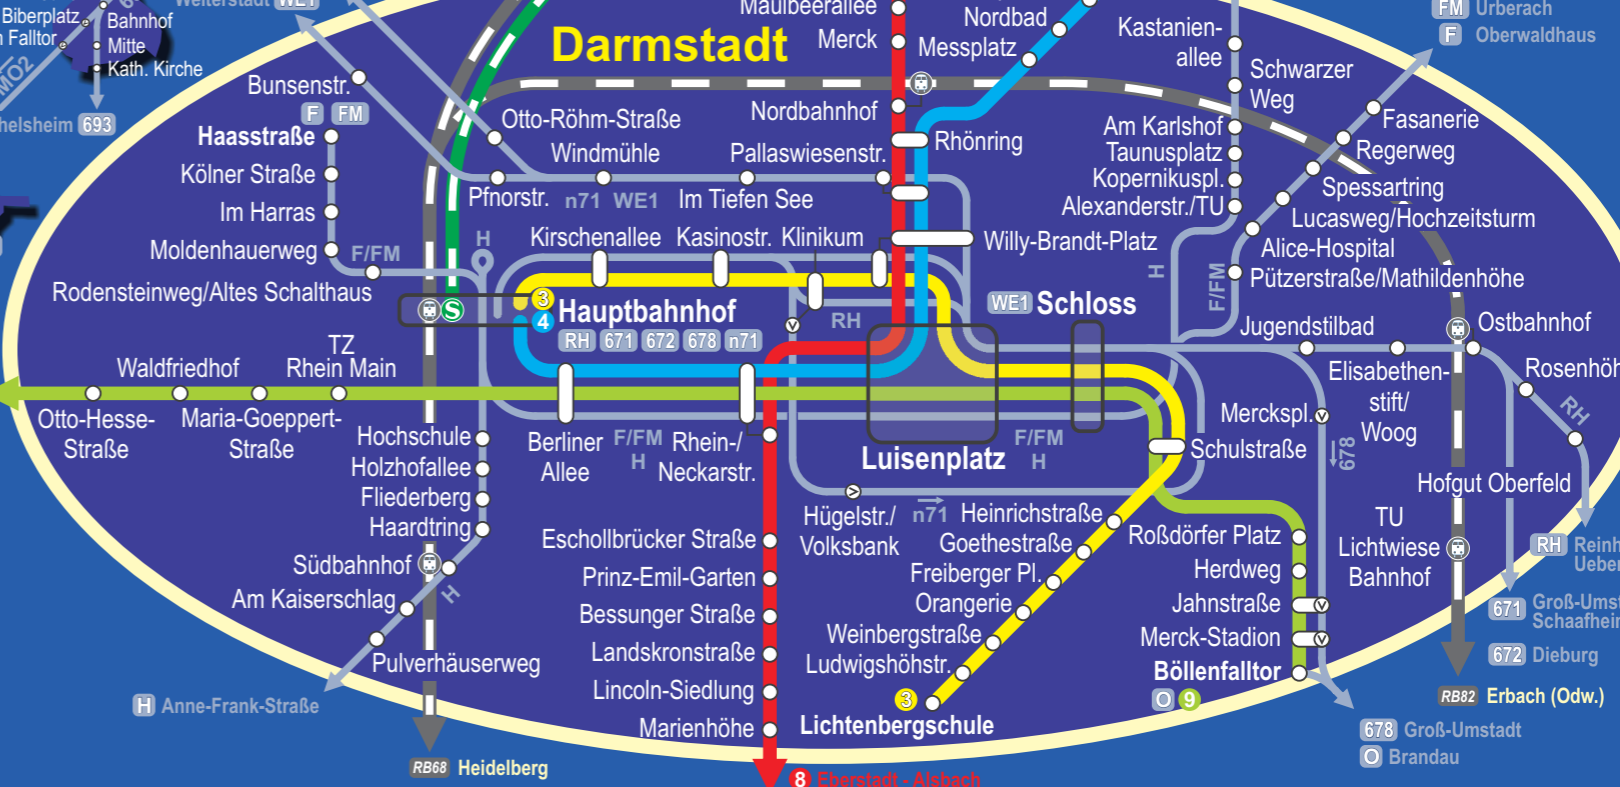 Weiterstadt WE1
Biberplatz
Bahnhof
Falltor
Mitte
Kath. Kirche
MO2
helsheim 693
Darmstadt
Maulbeerallee
Merck
Nordbad
Messplatz
Kastanien-
allee
Schwarzer
Weg
FM Urberach
F Oberwaldhaus
Bunsenstr.
F FM
Haasstraße
Kölner Straße
Im Harras
Moldenhauerweg
F/FM
Rodensteinweg/Altes Schalthaus
Otto-Röhm-Straße
Windmühle
Pfnorstr.
n71 WE1
Im Tiefen See
Pallaswiesenstr.
Nordbahnhof
Rhönring
Am Karlshof
Taunusplatz
Kopernikuspl.
Alexanderstr./TU
Fasanerie
Regerweg
Spessartring
Lucasweg/Hochzeitsturm
Alice-Hospital
Pützerstraße/Mathildenhöhe
H
Kirschenallee
Kasinostr.
Klinikum
Willy-Brandt-Platz
H
F/FM
S
3
4
Hauptbahnhof
RH 671 672 678 n71
RH
WE1 Schloss
Jugendstilbad
Ostbahnhof
Elisabethen-
stift/
Woog
Rosenhöh
RH
Waldfriedhof
TZ
Rhein Main
Otto-Hesse-
Straße
Maria-Goeppert-
Straße
Hochschule
Holzhofallee
Fliederberg
Haardtring
Südbahnhof
Am Kaiserschlag
H
Pulverhäuserweg
H Anne-Frank-Straße
RB68 Heidelberg
Berliner
Allee
F/FM
H
Rhein-/
Neckarstr.
Luisenplatz
F/FM
H
Merckspl.
678
Schulstraße
Hügelstr./
Volksbank
n71
Heinrichstraße
Goethestraße
Freiberger Pl.
Orangerie
Weinbergstraße
Ludwigshöhstr.
3
Lichtenbergschule
Eschollbrücker Straße
Prinz-Emil-Garten
Bessunger Straße
Landskronstraße
Lincoln-Siedlung
Marienhöhe
8 Eberstadt - Alsbach
Roßdörfer Platz
Herdweg
Jahnstraße
Merck-Stadion
Böllenfalltor
O 9
Hofgut Oberfeld
TU
Lichtwiese
Bahnhof
RH Reinh
Ueber
671 Groß-Umst
Schaafheim
672 Dieburg
RB82 Erbach (Odw.)
678 Groß-Umstadt
O Brandau